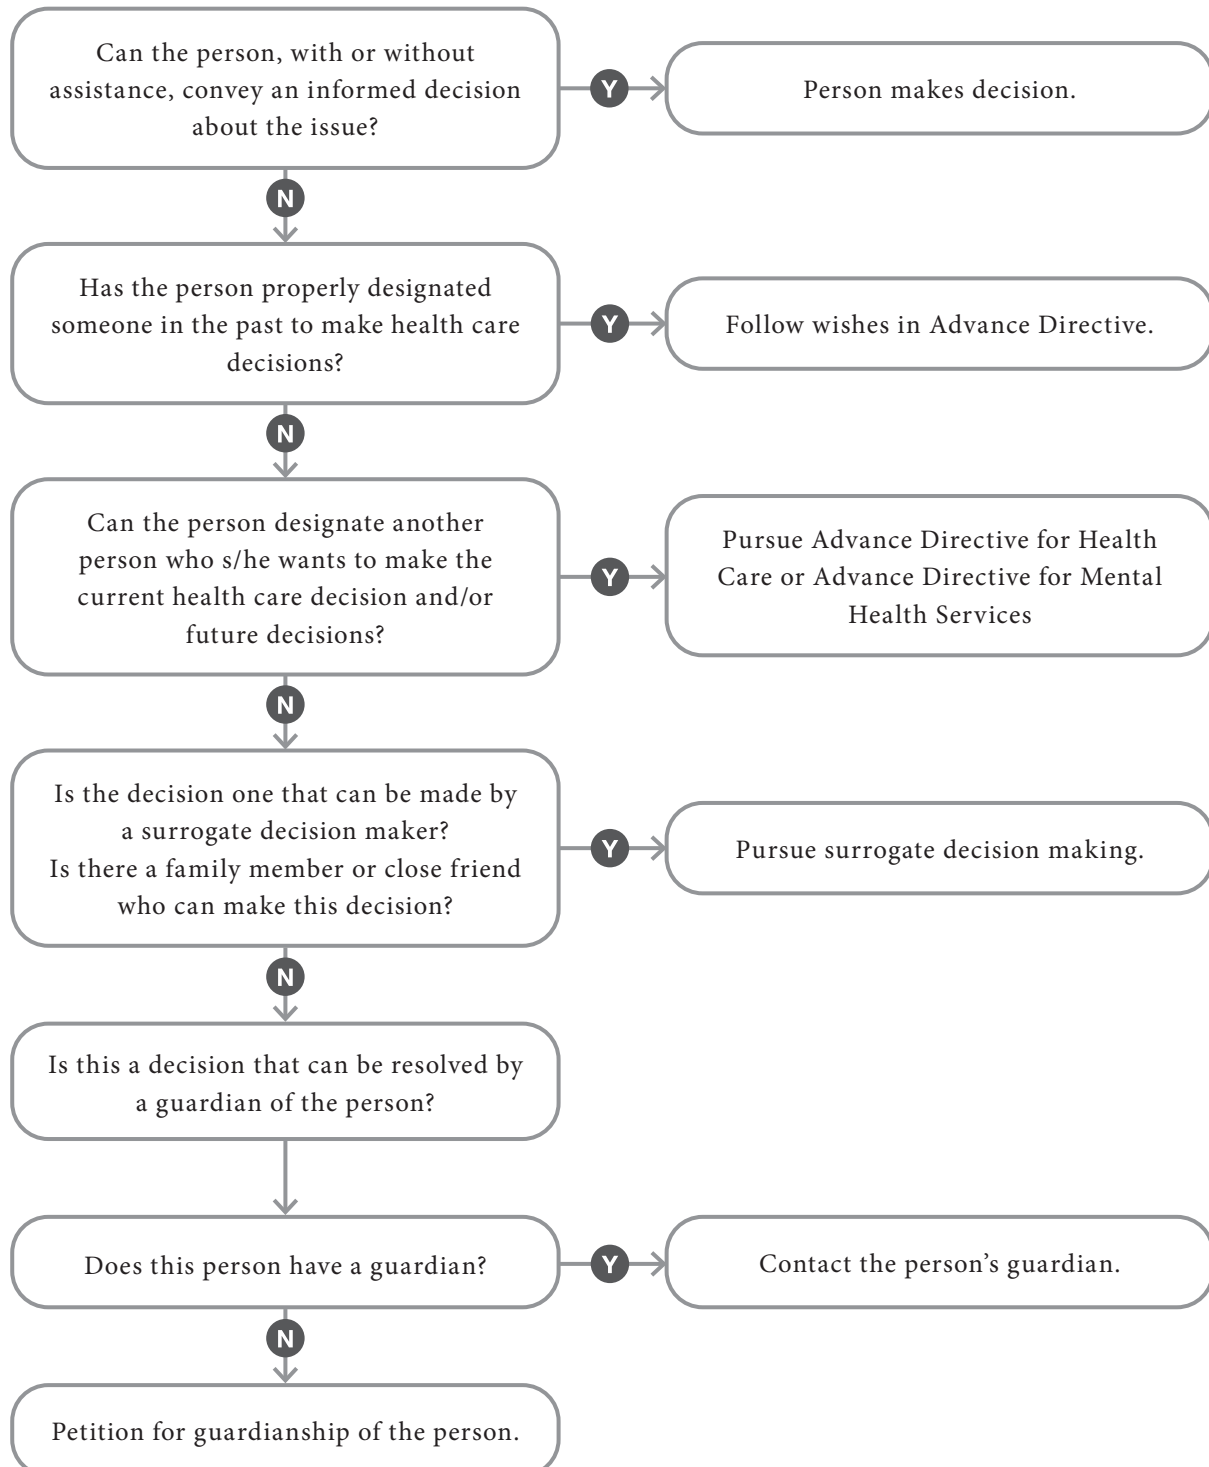 Can the person, with or without
assistance, convey an informed decision
about the issue?
Y
Person makes decision.
N
Has the person properly designated
someone in the past to make health care
decisions?
Y
Follow wishes in Advance Directive.
N
Can the person designate another
person who s/he wants to make the
current health care decision and/or
future decisions?
Y
Pursue Advance Directive for Health
Care or Advance Directive for Mental
Health Services
N
Is the decision one that can be made by
a surrogate decision maker?
Is there a family member or close friend
who can make this decision?
Y
Pursue surrogate decision making.
N
Is this a decision that can be resolved by
a guardian of the person?
Does this person have a guardian?
Y
Contact the person’s guardian.
N
Petition for guardianship of the person.